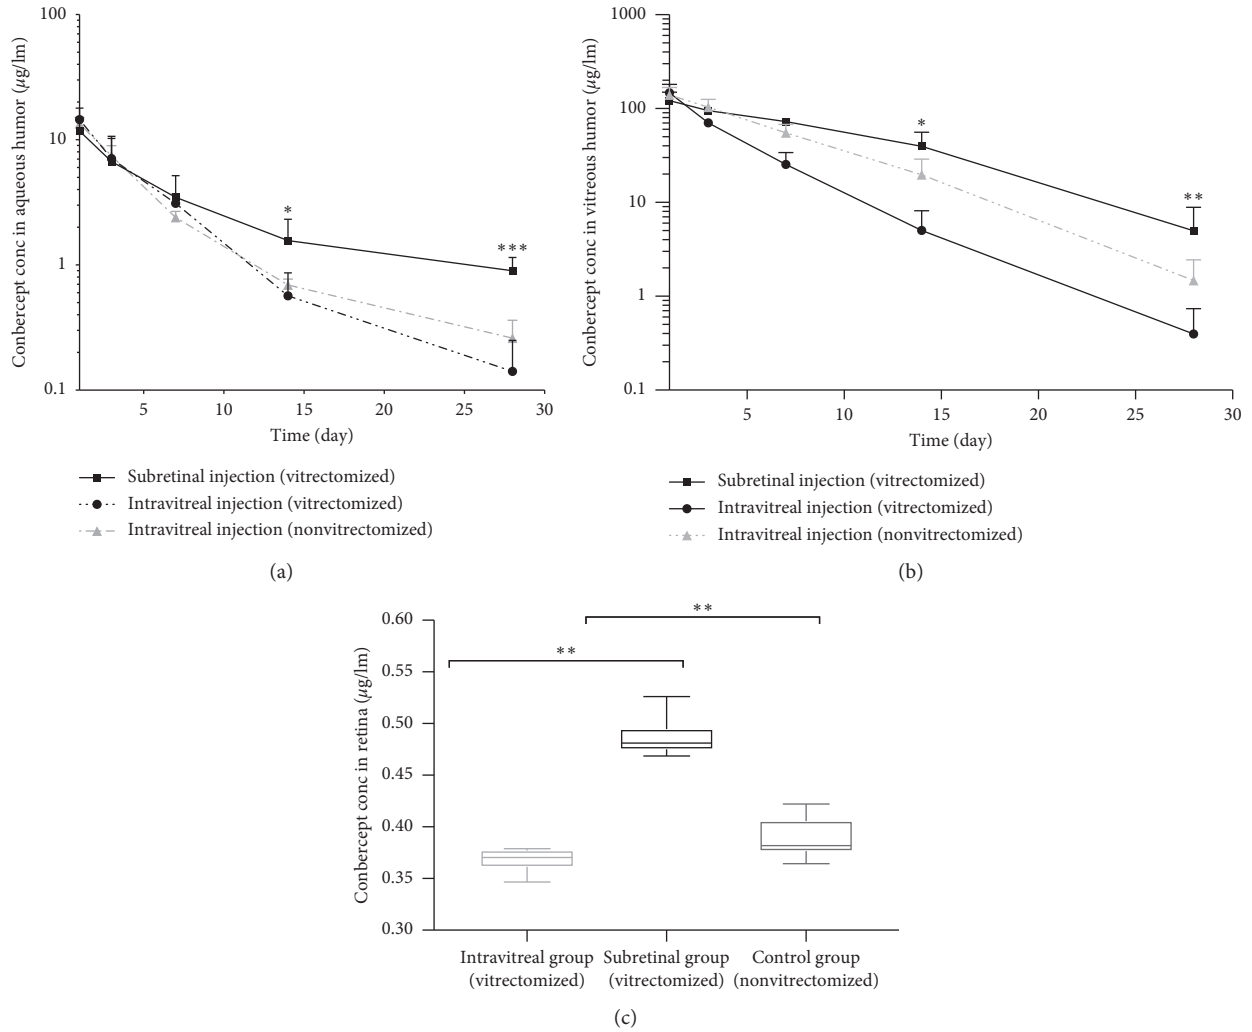 100
10
1
0.1
Conbercept conc in aqueous humor (µg/lm)
*
***
5 10 15 20 25 30
Time (day)
Subretinal injection (vitrectomized)
Intravitreal injection (vitrectomized)
Intravitreal injection (nonvitrectomized)
(a)
1000
100
10
1
0.1
Conbercept conc in vitreous humor (µg/lm)
*
**
5 10 15 20 25 30
Time (day)
Subretinal injection (vitrectomized)
Intravitreal injection (vitrectomized)
Intravitreal injection (nonvitrectomized)
(b)
0.60
0.55
0.50
0.45
0.40
0.35
0.30
Conbercept conc in retina (µg/lm)
**
**
Intravitreal group
(vitrectomized)
Subretinal group
(vitrectomized)
Control group
(nonvitrectomized)
(c)